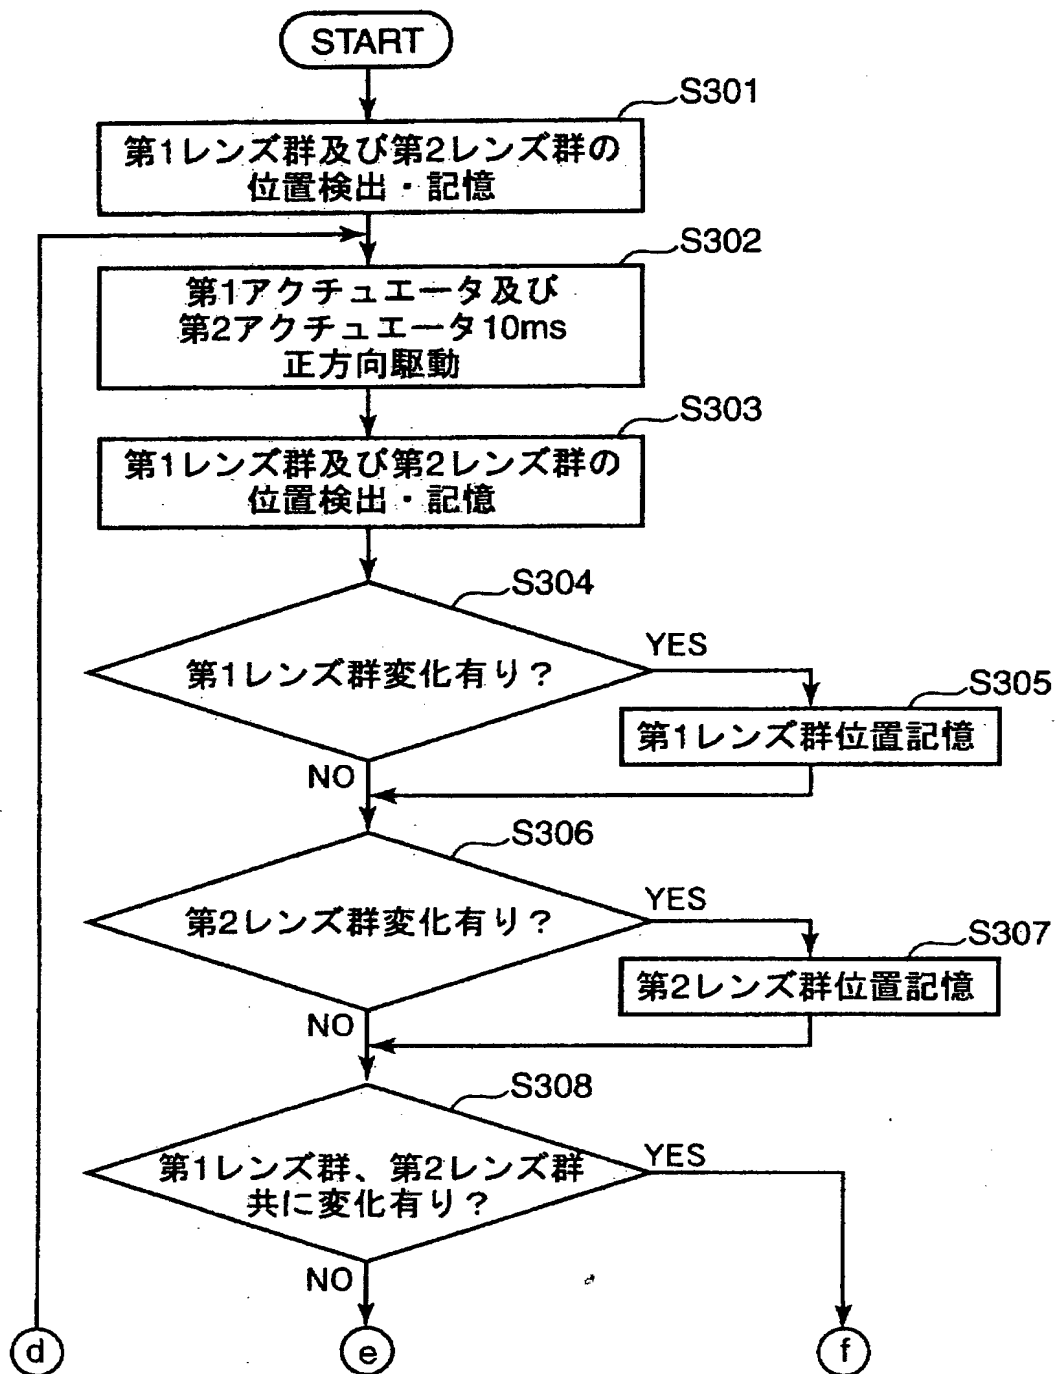 START
S301
第1レンズ群及び第2レンズ群の
位置検出・記憶
S302
第1アクチュエータ及び
第2アクチュエータ10ms
正方向駆動
S303
第1レンズ群及び第2レンズ群の
位置検出・記憶
S304
第1レンズ群変化有り?
YES
S305
第1レンズ群位置記憶
NO
S306
第2レンズ群変化有り?
YES
S307
第2レンズ群位置記憶
NO
S308
第1レンズ群、第2レンズ群
共に変化有り?
YES
NO
d
e
f